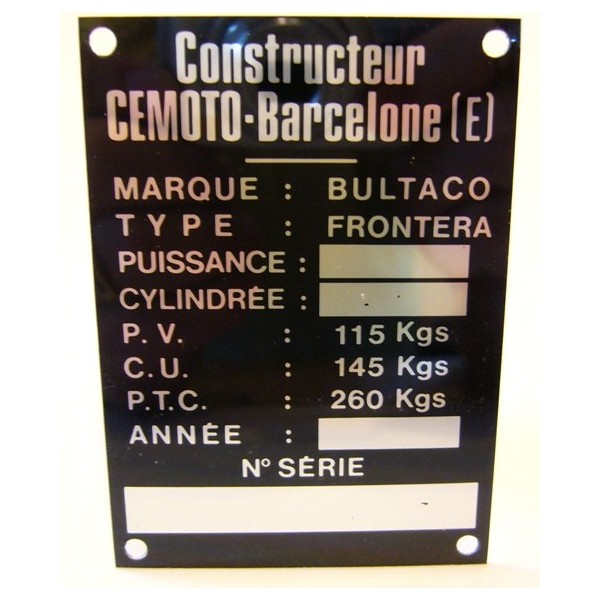 Constructeur
CEMOTO·Barcelone (E)
MARQUE : BULTACO
TYPE : FRONTERA
PUISSANCE :
CYLINDRÉE :
P. V. : 115 Kgs
C. U. : 145 Kgs
P.T.C. : 260 Kgs
ANNÉE :
N° SÉRIE